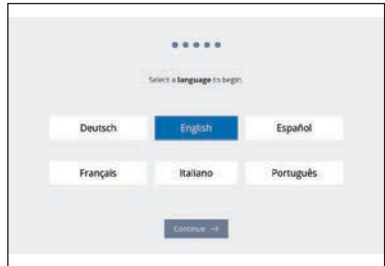 Select a language to begin.
Deutsch English Español
Français Italiano Português
Continue →